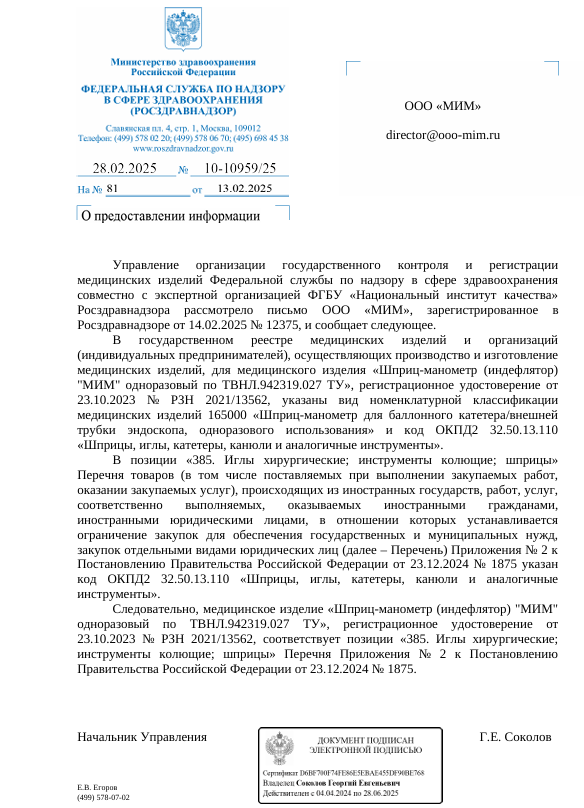 Министерство здравоохранения
Российской Федерации
ФЕДЕРАЛЬНАЯ СЛУЖБА ПО НАДЗОРУ
В СФЕРЕ ЗДРАВООХРАНЕНИЯ
(РОСЗДРАВНАДЗОР)
Славянская пл. 4, стр. 1, Москва, 109012
Телефон: (499) 578 02 20; (499) 578 06 70; (495) 698 45 38
www.roszdravnadzor.gov.ru
28.02.2025 № 10-10959/25
На № 81 от 13.02.2025
О предоставлении информации
ООО «МИМ»
director@ooo-mim.ru
Управление организации государственного контроля и регистрации
медицинских изделий Федеральной службы по надзору в сфере здравоохранения
совместно с экспертной организацией ФГБУ «Национальный институт качества»
Росздравнадзора рассмотрело письмо ООО «МИМ», зарегистрированное в
Росздравнадзоре от 14.02.2025 № 12375, и сообщает следующее.
В государственном реестре медицинских изделий и организаций
(индивидуальных предпринимателей), осуществляющих производство и изготовление
медицинских изделий, для медицинского изделия «Шприц-манометр (индефлятор)
"МИМ" одноразовый по ТВНЛ.942319.027 ТУ», регистрационное удостоверение от
23.10.2023 № РЗН 2021/13562, указаны вид номенклатурной классификации
медицинских изделий 165000 «Шприц-манометр для баллонного катетера/внешней
трубки эндоскопа, одноразового использования» и код ОКПД2 32.50.13.110
«Шприцы, иглы, катетеры, канюли и аналогичные инструменты».
В позиции «385. Иглы хирургические; инструменты колющие; шприцы»
Перечня товаров (в том числе поставляемых при выполнении закупаемых работ,
оказании закупаемых услуг), происходящих из иностранных государств, работ, услуг,
соответственно выполняемых, оказываемых иностранными гражданами,
иностранными юридическими лицами, в отношении которых устанавливается
ограничение закупок для обеспечения государственных и муниципальных нужд,
закупок отдельными видами юридических лиц (далее – Перечень) Приложения № 2 к
Постановлению Правительства Российской Федерации от 23.12.2024 № 1875 указан
код ОКПД2 32.50.13.110 «Шприцы, иглы, катетеры, канюли и аналогичные
инструменты».
Следовательно, медицинское изделие «Шприц-манометр (индефлятор) "МИМ"
одноразовый по ТВНЛ.942319.027 ТУ», регистрационное удостоверение от
23.10.2023 № РЗН 2021/13562, соответствует позиции «385. Иглы хирургические;
инструменты колющие; шприцы» Перечня Приложения № 2 к Постановлению
Правительства Российской Федерации от 23.12.2024 № 1875.
Начальник Управления
ДОКУМЕНТ ПОДПИСАН
ЭЛЕКТРОННОЙ ПОДПИСЬЮ
Сертификат D6BF700F74FE86E5EBAE455DF90BE768
Владелец Соколов Георгий Евгеньевич
Действителен с 04.04.2024 по 28.06.2025
Г.Е. Соколов
Е.В. Егоров
(499) 578-07-02